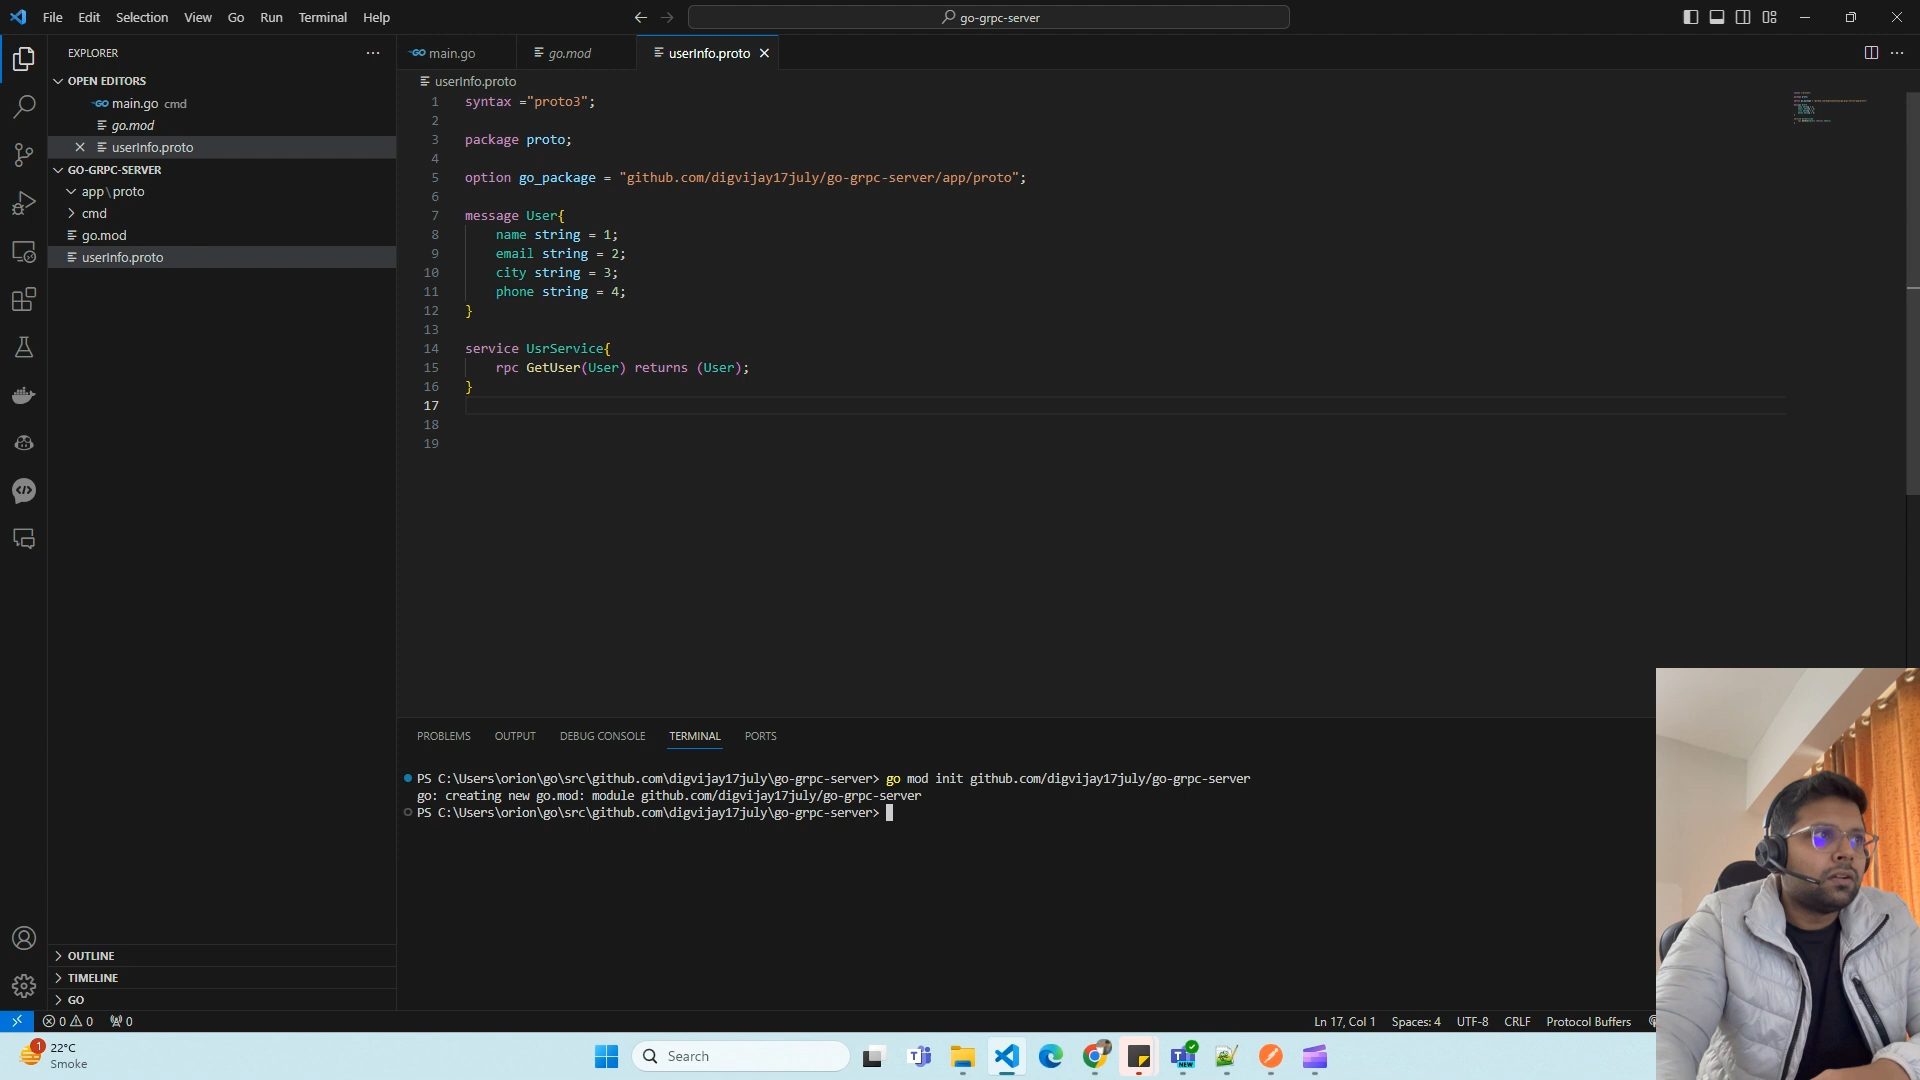 File Edit Selection View Go Run Terminal Help
go-grpc-server
EXPLORER
OPEN EDITORS
GO main.go cmd
go.mod
userInfo.proto
GO-GRPC-SERVER
app\proto
cmd
go.mod
userInfo.proto
OUTLINE
TIMELINE
GO
GO main.go
go.mod
userInfo.proto
userInfo.proto
1 syntax ="proto3";
2
3 package proto;
4
5 option go_package = "github.com/digvijay17july/go-grpc-server/app/proto";
6
7 message User{
8 name string = 1;
9 email string = 2;
10 city string = 3;
11 phone string = 4;
12 }
13
14 service UsrService{
15 rpc GetUser(User) returns (User);
16 }
17
18
19
PROBLEMS OUTPUT DEBUG CONSOLE TERMINAL PORTS
PS C:\Users\orion\go\src\github.com\digvijay17july\go-grpc-server> go mod init github.com/digvijay17july/go-grpc-server
go: creating new go.mod: module github.com/digvijay17july/go-grpc-server
PS C:\Users\orion\go\src\github.com\digvijay17july\go-grpc-server>
0 0 0
Ln 17, Col 1 Spaces: 4 UTF-8 CRLF Protocol Buffers
1
22°C
Smoke
Search
NEW